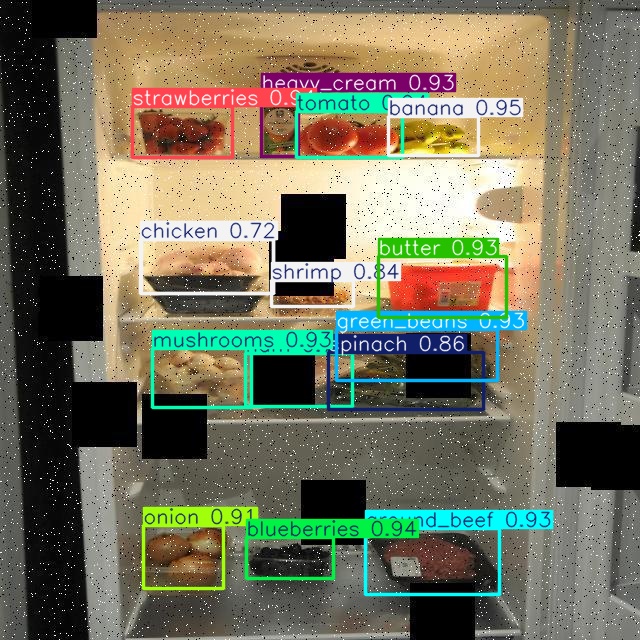 heavy_cream 0.93
strawberries
tomato
banana 0.95
chicken 0.72
butter 0.93
shrimp 0.84
green_beans 0.93
mushrooms 0.93
pinach 0.86
onion 0.91
blueberries 0.94
ground_beef 0.93